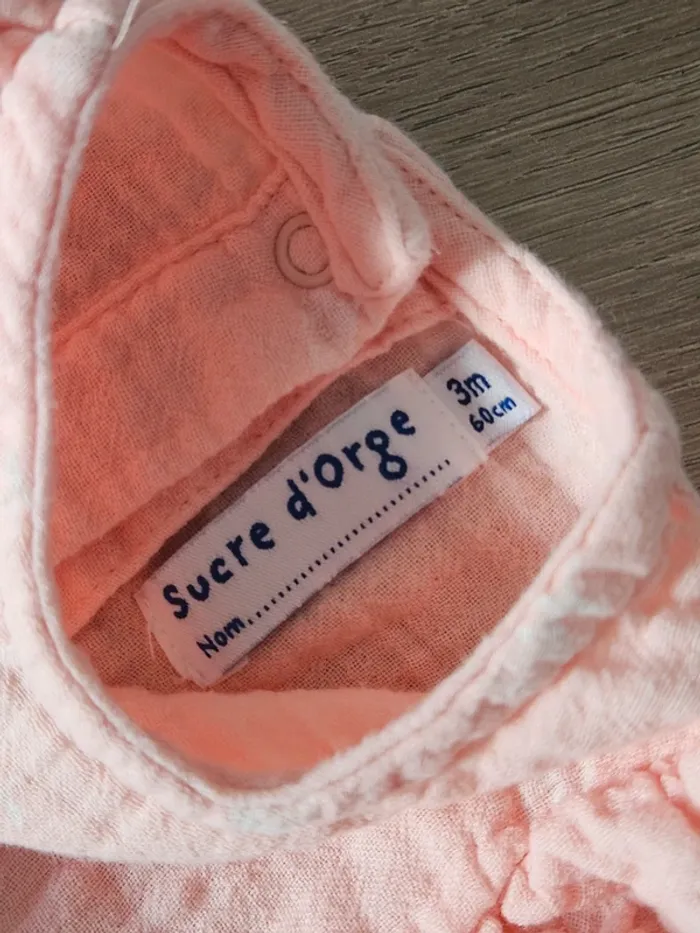 Sucre d'Orge
Nom..............................
3m
60cm